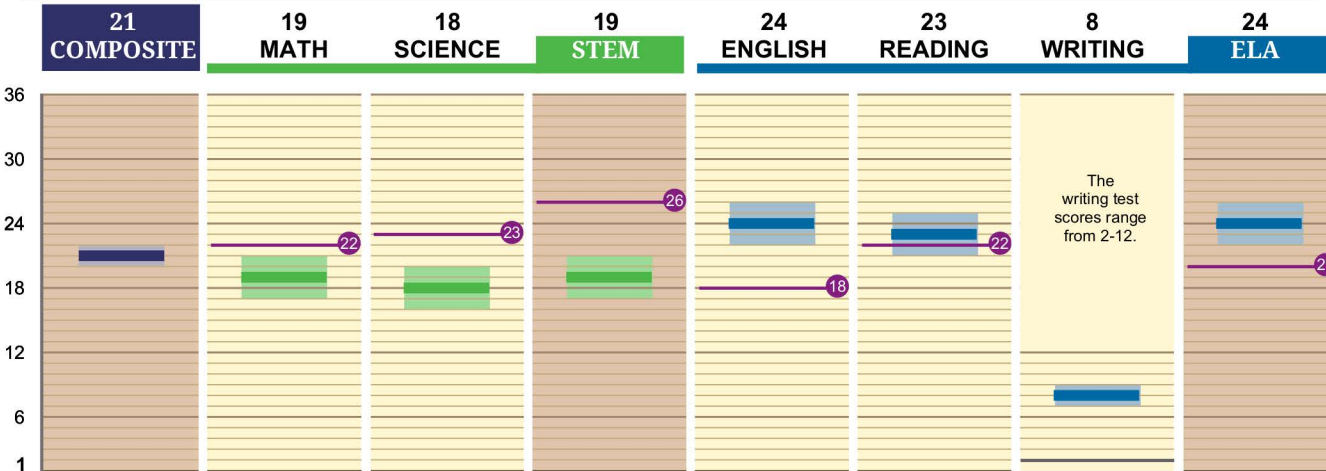 21 19 18 19 24 23 8 24
COMPOSITE MATH SCIENCE STEM ENGLISH READING WRITING ELA
36
30
The
writing test
scores range
from 2-12.
26
24
23
22
22
18
18
12
6
1